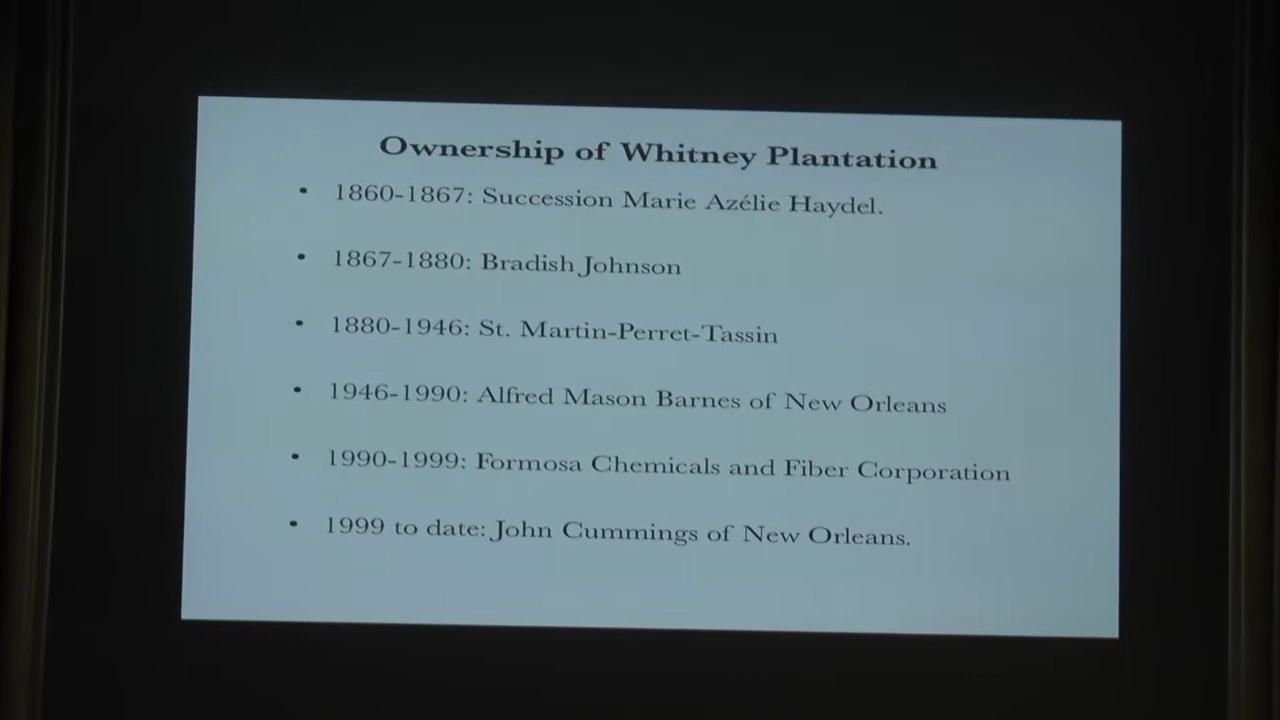 Ownership of Whitney Plantation
• 1860-1867: Succession Marie Azélie Haydel.
• 1867-1880: Bradish Johnson
• 1880-1946: St. Martin-Perret-Tassin
• 1946-1990: Alfred Mason Barnes of New Orleans
• 1990-1999: Formosa Chemicals and Fiber Corporation
• 1999 to date: John Cummings of New Orleans.